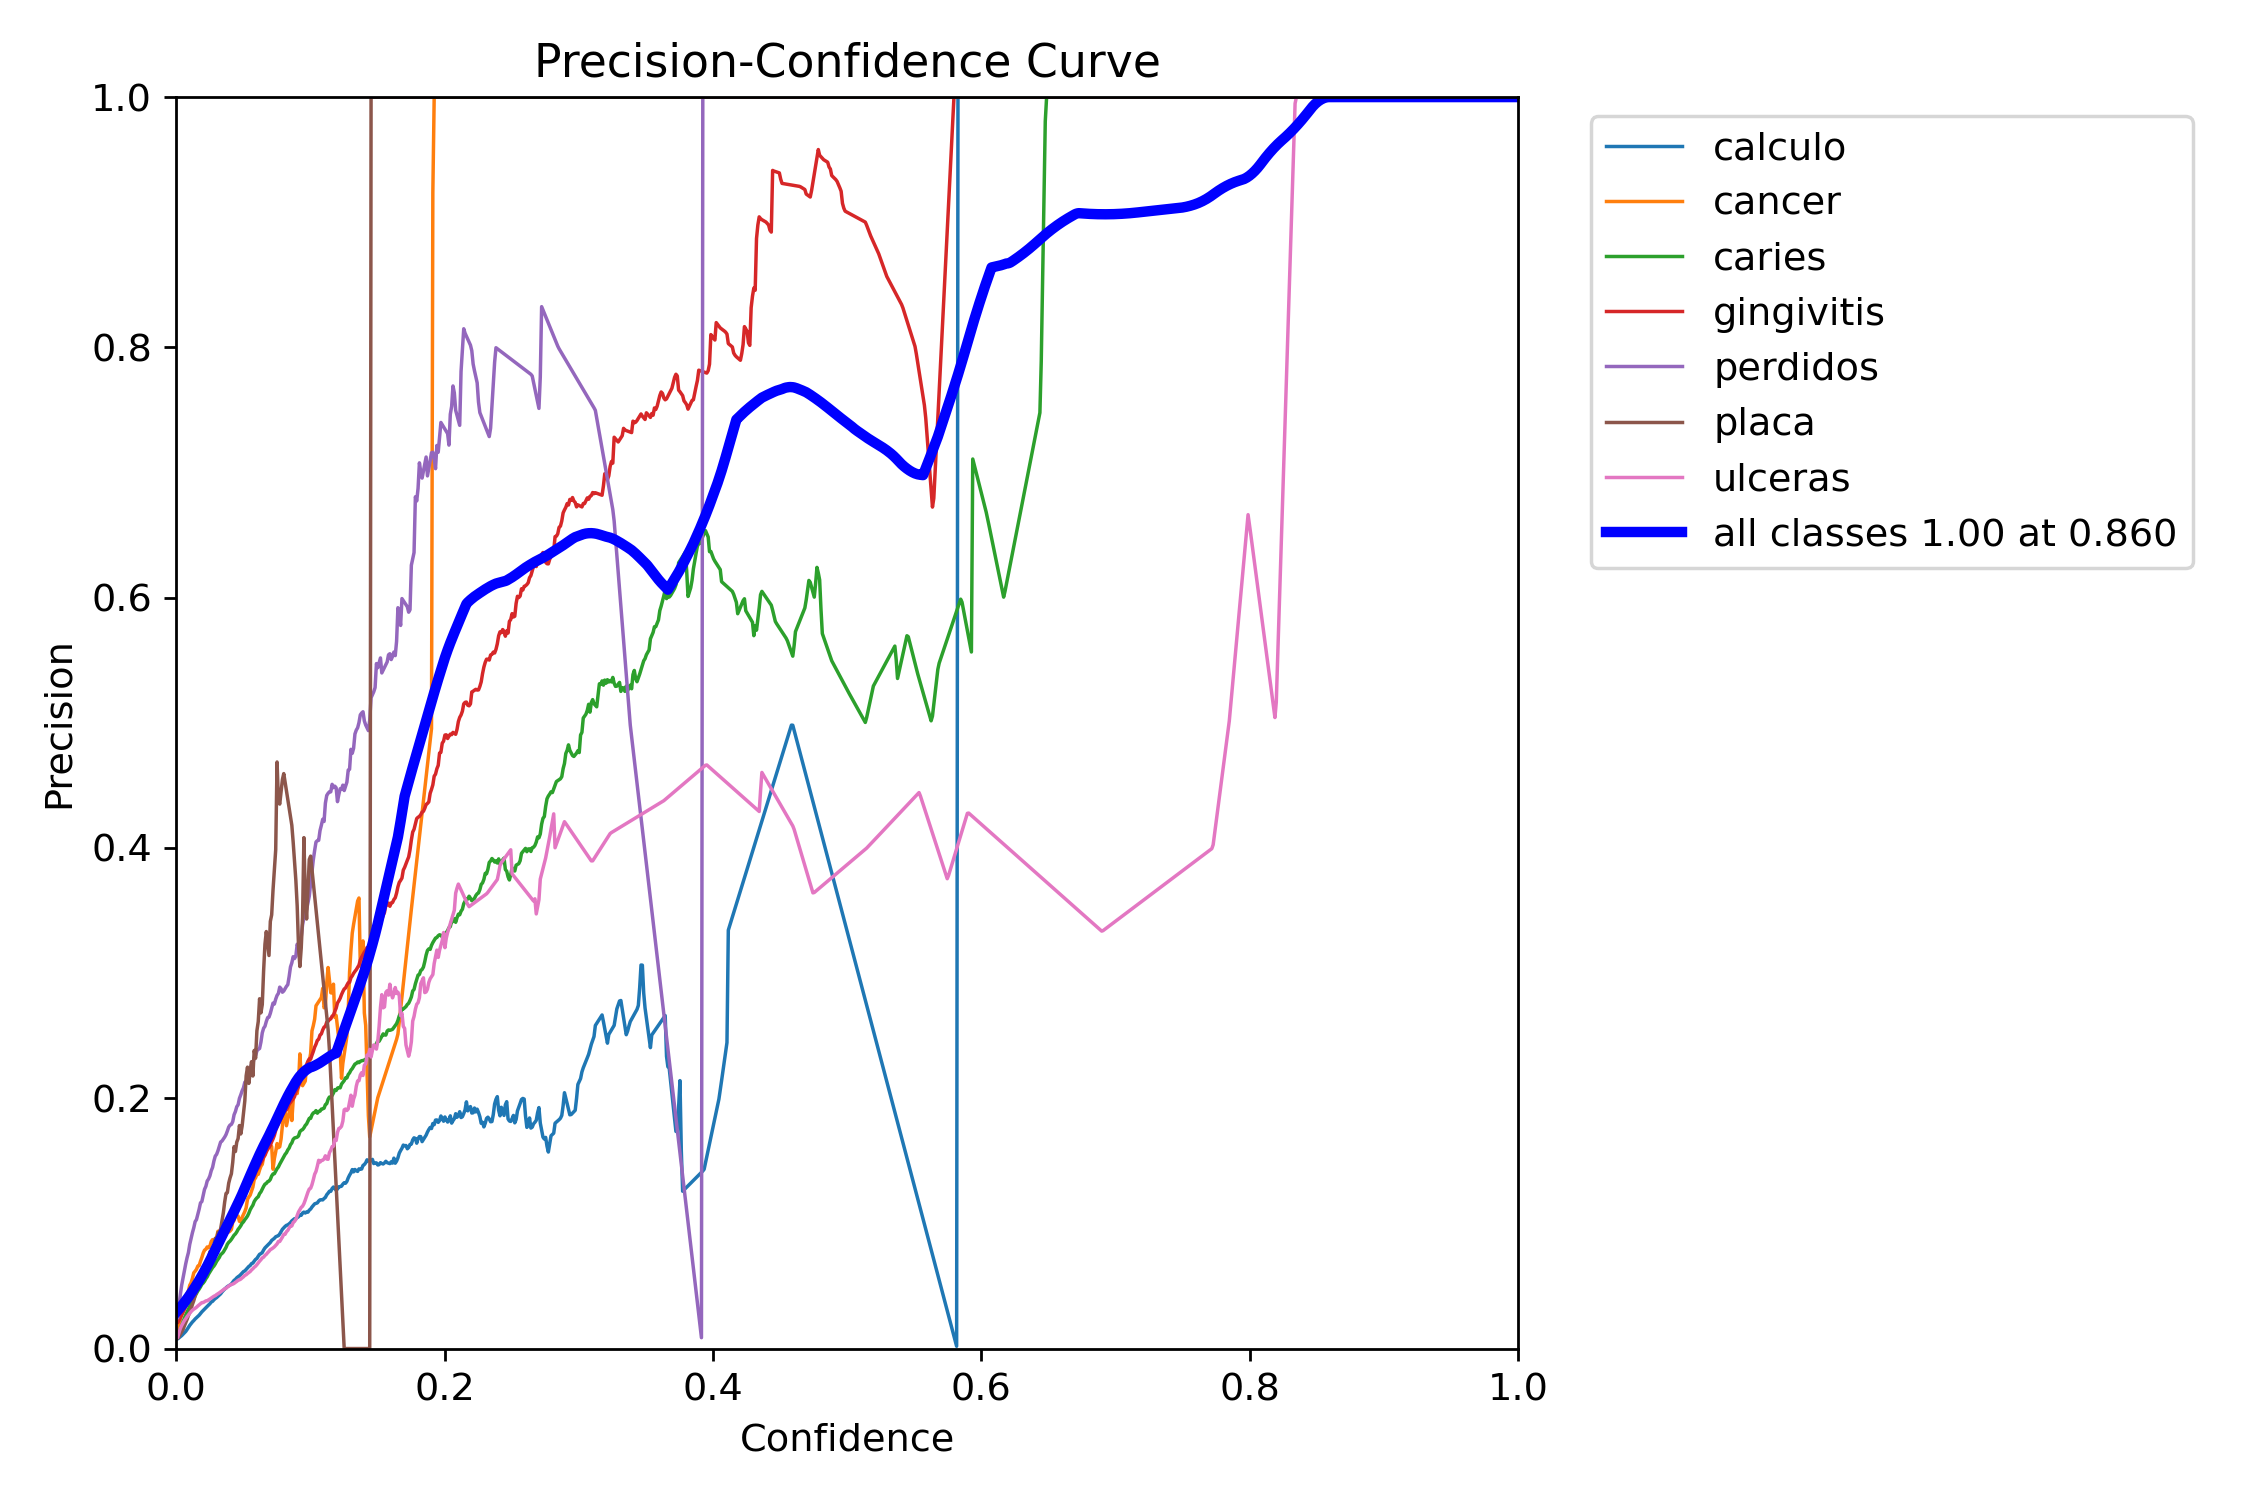 Precision-Confidence Curve
1.0
0.8
0.6
0.4
0.2
0.0
Precision
0.0 0.2 0.4 0.6 0.8 1.0
Confidence
calculo
cancer
caries
gingivitis
perdidos
placa
ulceras
all classes 1.00 at 0.860